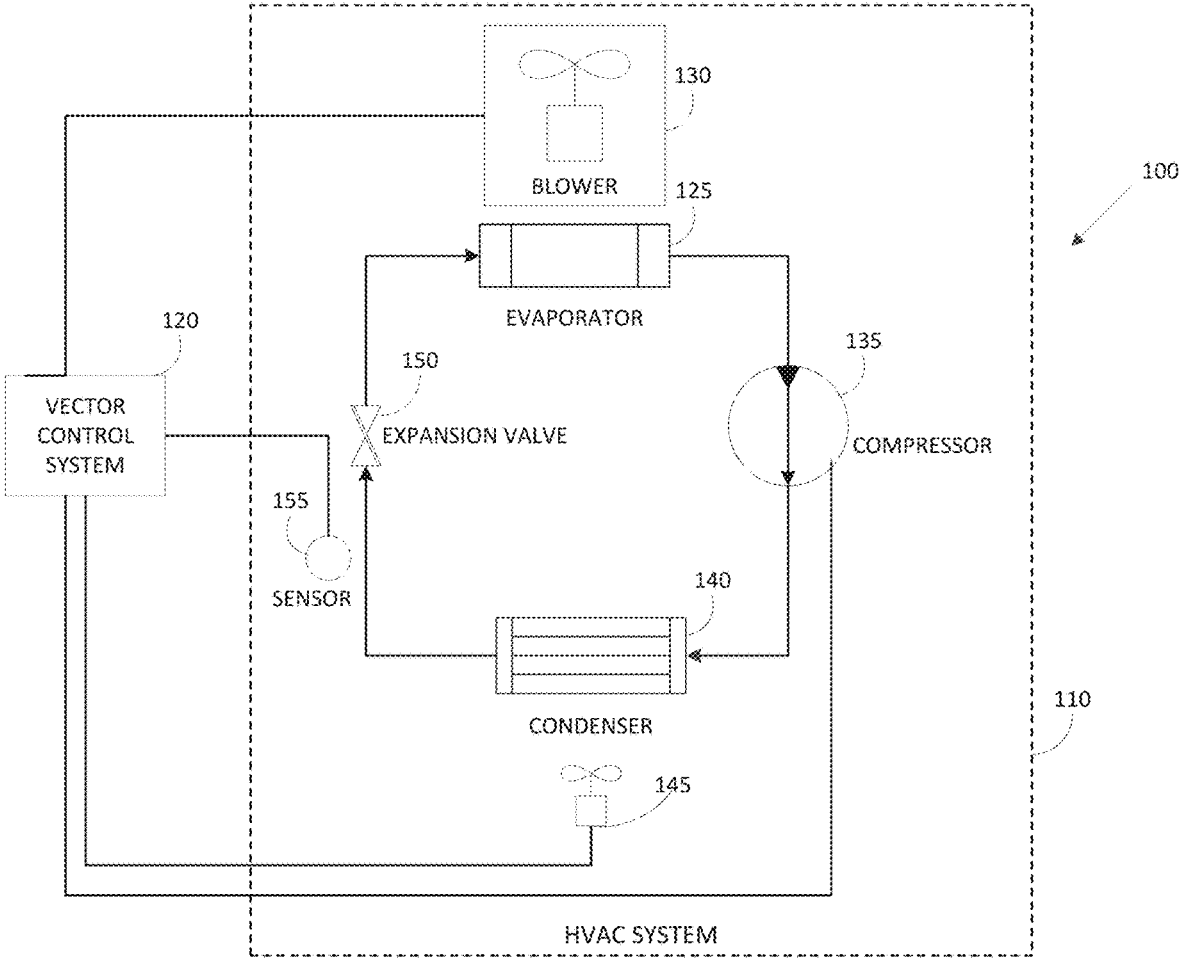 130
BLOWER
125
100
EVAPORATOR
120
135
150
VECTOR
CONTROL
SYSTEM
EXPANSION VALVE
COMPRESSOR
155
SENSOR
140
CONDENSER
110
145
HVAC SYSTEM